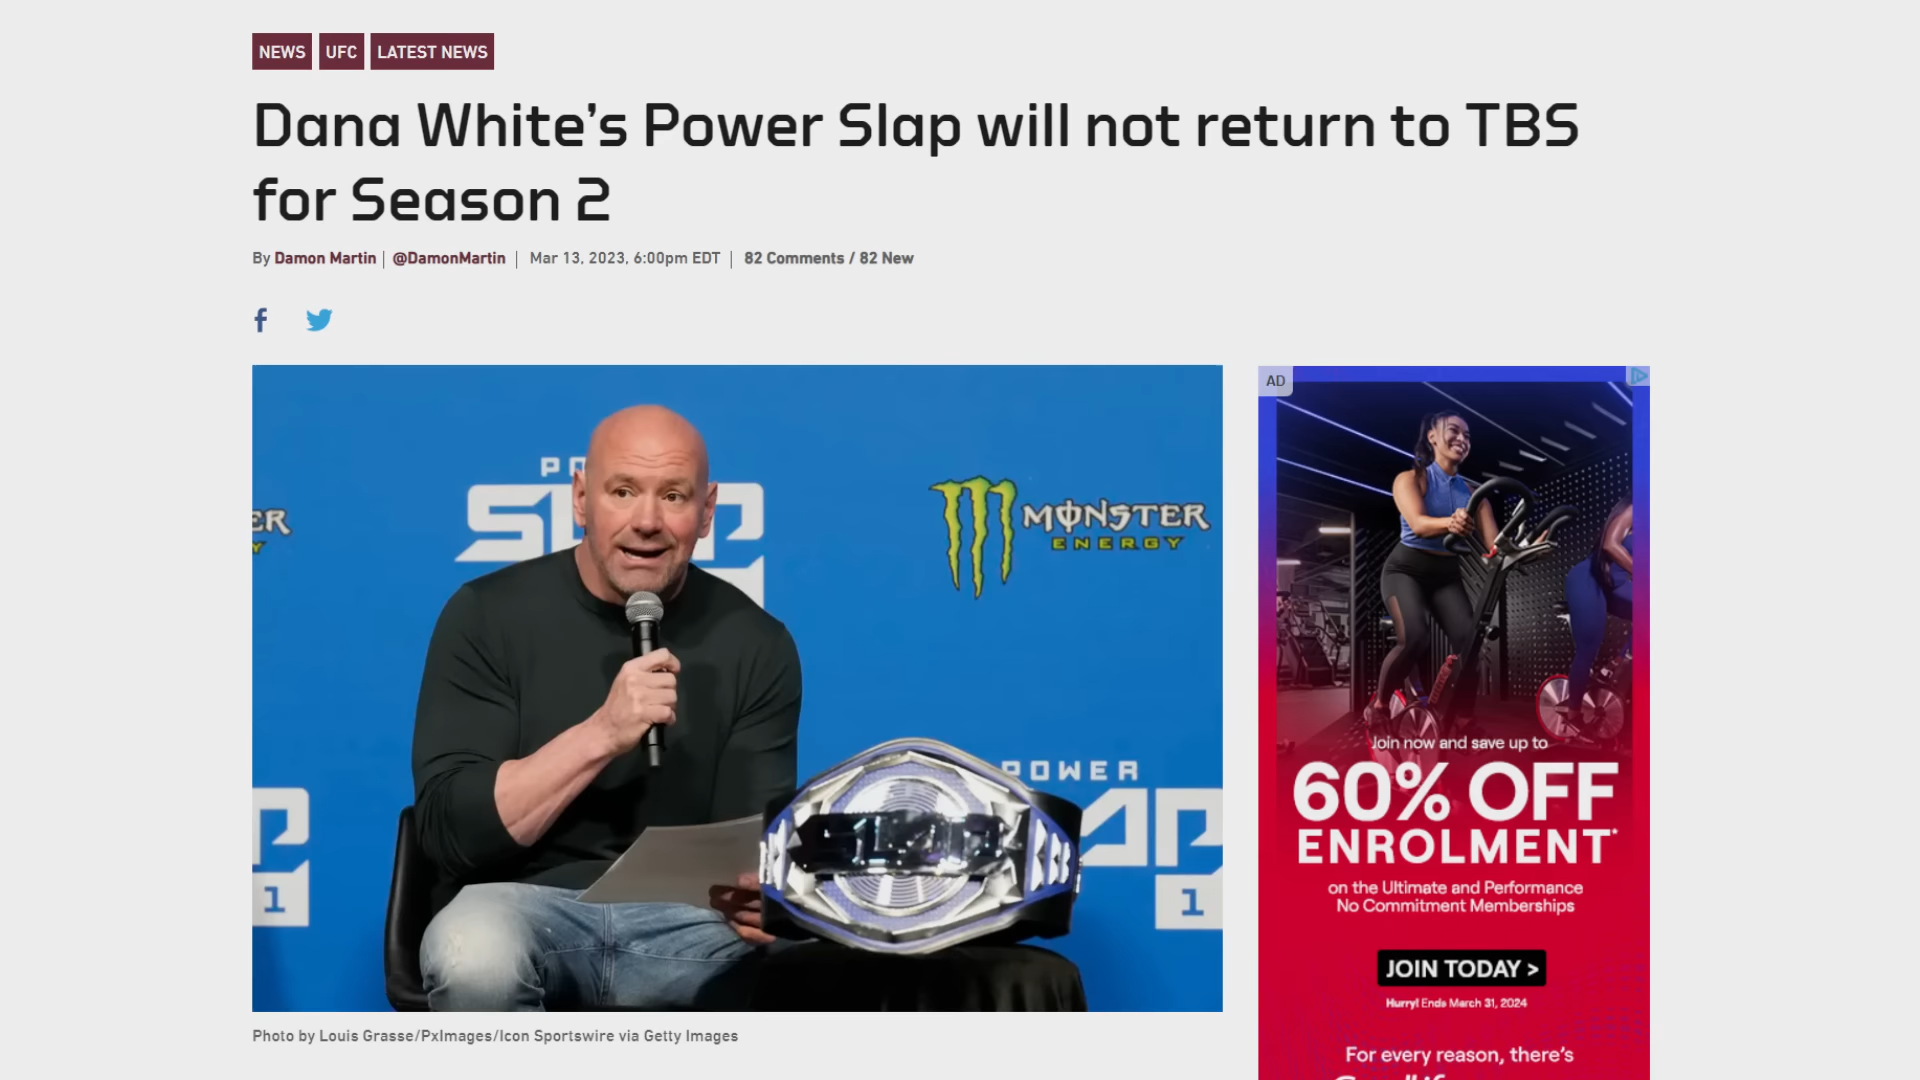 NEWS UFC LATEST NEWS
Dana White's Power Slap will not return to TBS
for Season 2
By Damon Martin | @DamonMartin | Mar 13, 2023, 6:00pm EDT | 82 Comments / 82 New
MONSTER
ENERGY
POWER
1
1
Photo by Louis Grasse/PxImages/Icon Sportswire via Getty Images
AD
Join now and save up to
60% OFF
ENROLMENT*
on the Ultimate and Performance
No Commitment Memberships
JOIN TODAY >
Hurry! Ends March 31, 2024
For every reason, there's